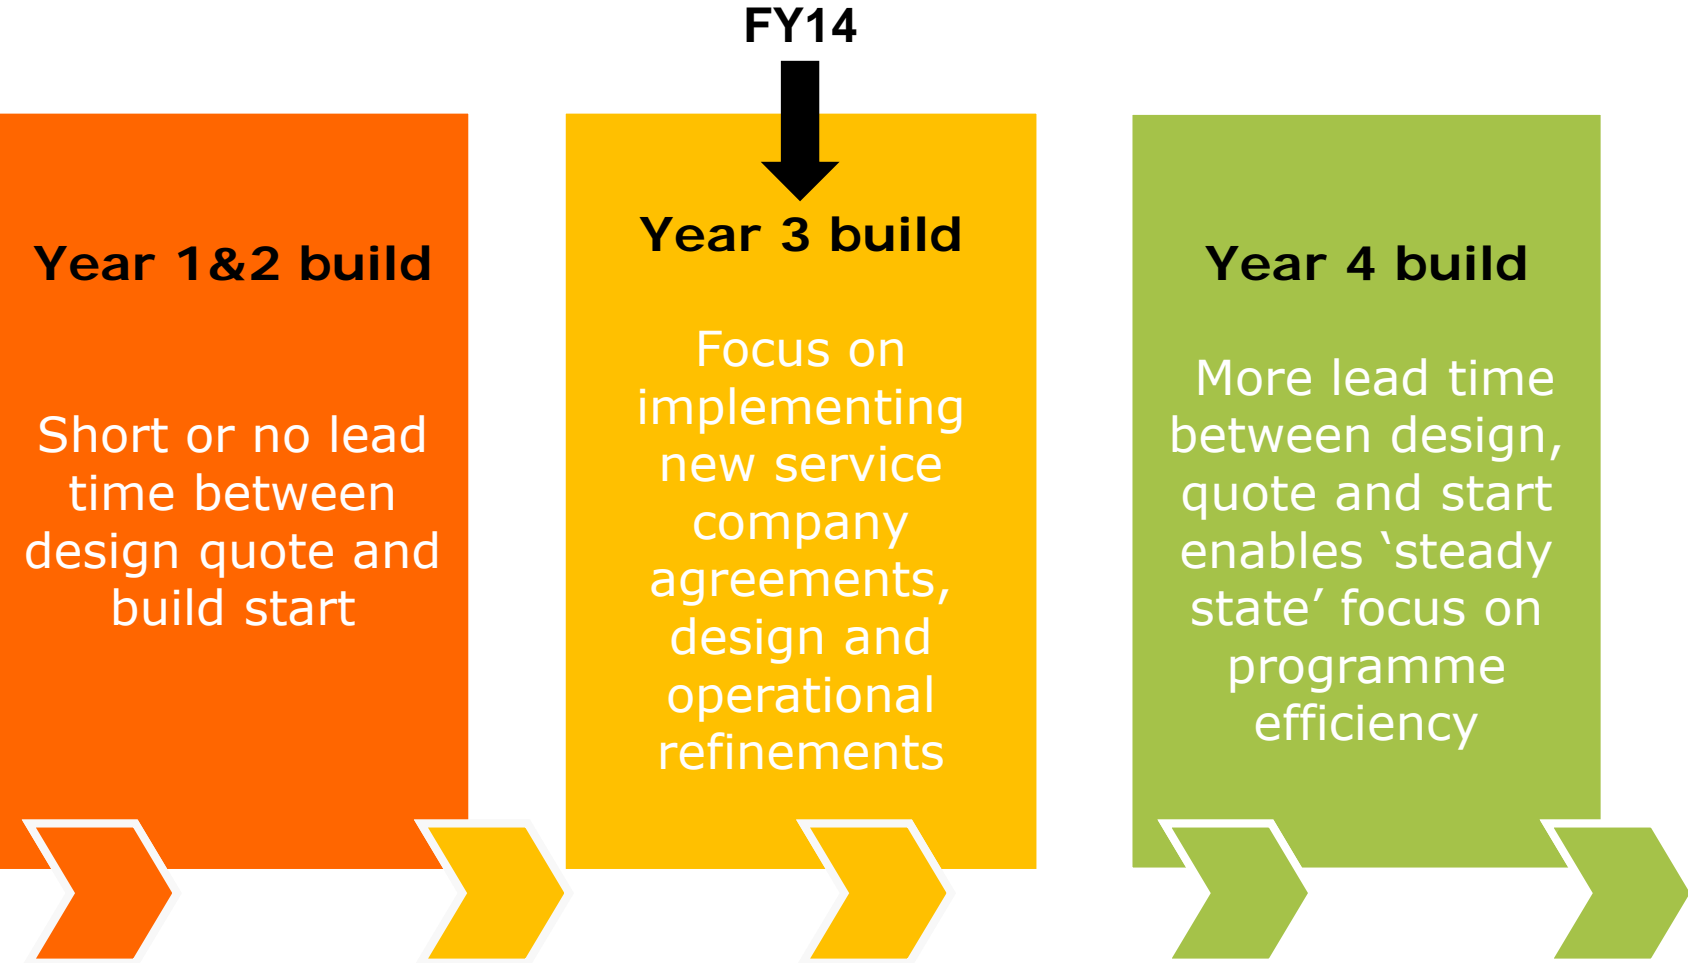 FY14
Year 1&2 build
Short or no lead
time between
design quote and
build start
Year 3 build
Focus on
implementing
new service
company
agreements,
design and
operational
refinements
Year 4 build
More lead time
between design,
quote and start
enables ‘steady
state’ focus on
programme
efficiency